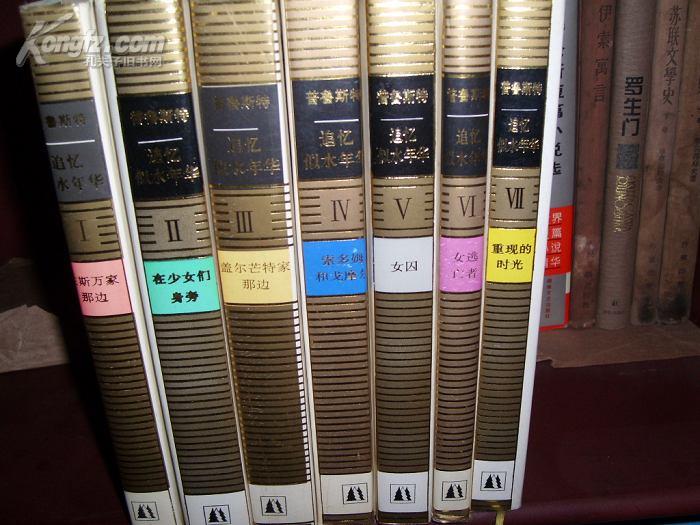 Kongfz.com
孔夫子旧书网
普鲁斯特
追忆
似水年华
I
斯万家
那边
普鲁斯特
追忆
似水年华
II
在少女们
身旁
普鲁斯特
追忆
似水年华
III
盖尔芒特家
那边
普鲁斯特
追忆
似水年华
IV
索多姆
和戈摩尔
普鲁斯特
追忆
似水年华
V
女囚
普鲁斯特
追忆
似水年华
VI
女逃
亡者
普鲁斯特
追忆
似水年华
VII
重现的
时光
伊索寓言
罗生门
苏联文学史